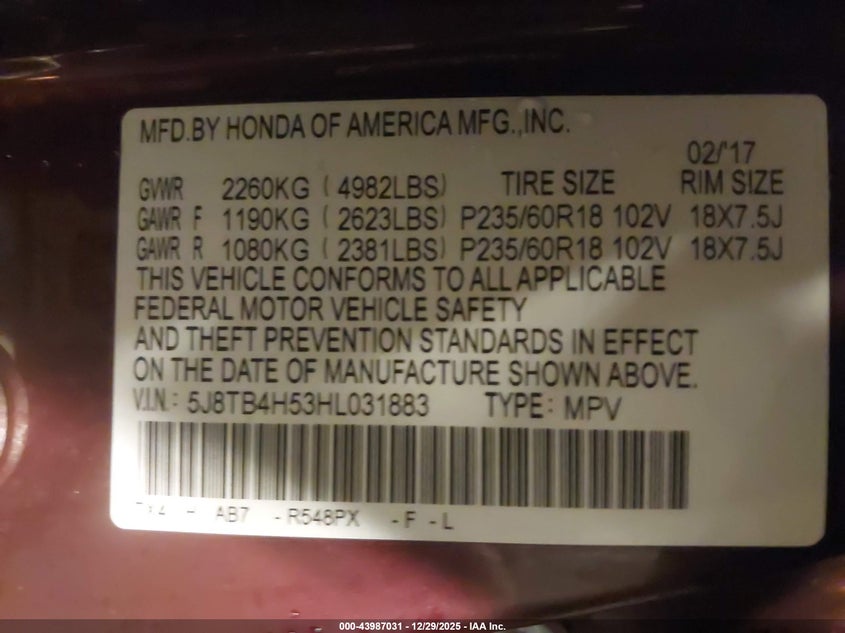 MFD.BY HONDA OF AMERICA MFG.,INC.
02/'17
GVWR 2260KG ( 4982LBS) TIRE SIZE RIM SIZE
GAWR F 1190KG ( 2623LBS) P235/60R18 102V 18X7.5J
GAWR R 1080KG ( 2381LBS) P235/60R18 102V 18X7.5J
THIS VEHICLE CONFORMS TO ALL APPLICABLE
FEDERAL MOTOR VEHICLE SAFETY
AND THEFT PREVENTION STANDARDS IN EFFECT
ON THE DATE OF MANUFACTURE SHOWN ABOVE.
V.I.N.: 5J8TB4H53HL031883 TYPE: MPV
- AB7 -R548PX -F -L
000-43987031 - 12/29/2025 - IAA Inc.